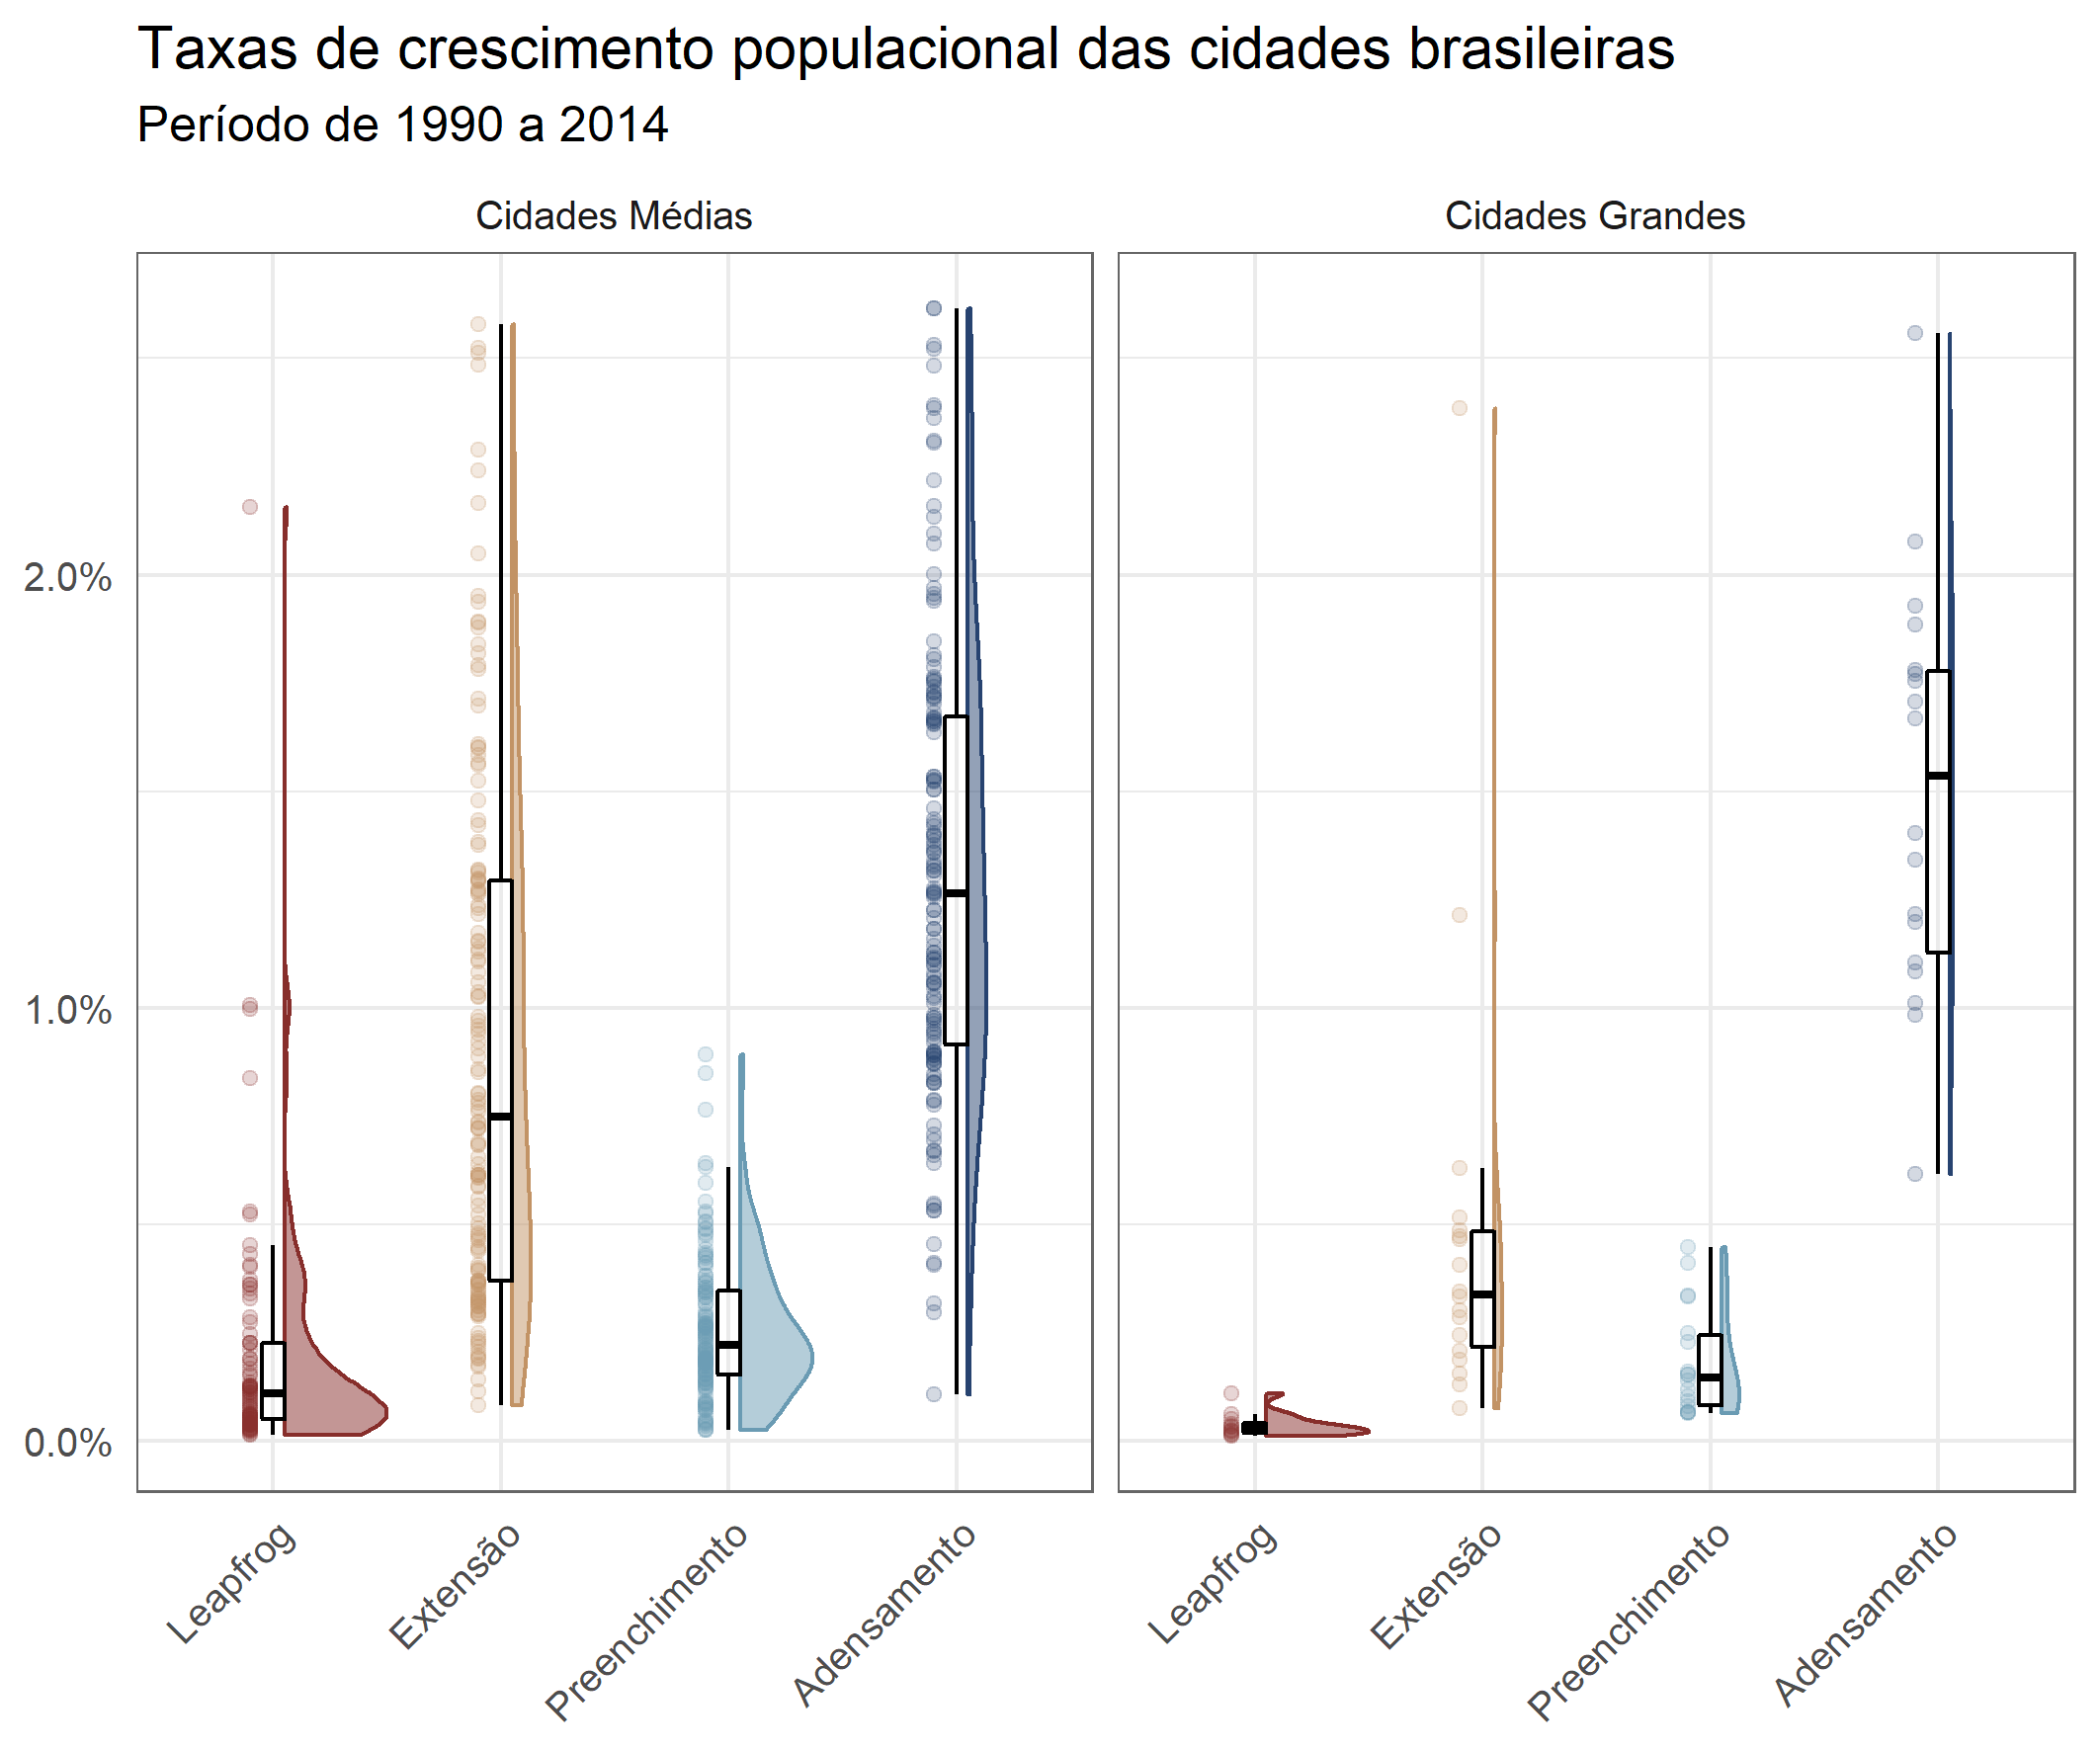 Taxas de crescimento populacional das cidades brasileiras
Período de 1990 a 2014
Cidades Médias
Cidades Grandes
2.0%
1.0%
0.0%
Leapfrog
Extensão
Preenchimento
Adensamento
Leapfrog
Extensão
Preenchimento
Adensamento